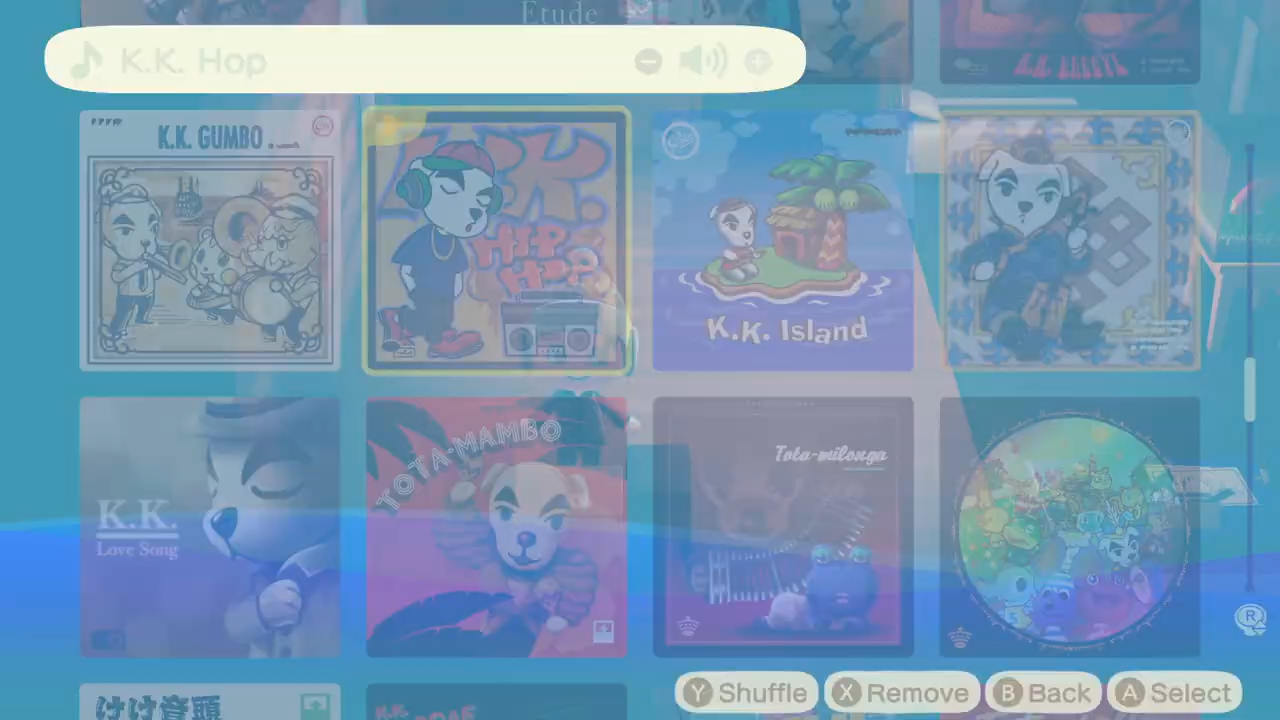 Etude
K.K. Hop
K.K. GUMBO
K.K.
HIP
HOP
K.K. Island
K.K.
Love Song
TOTA-MAMBO
Tota-milonga
けけ音頭
K.K.
Y Shuffle
X Remove
B Back
A Select
R